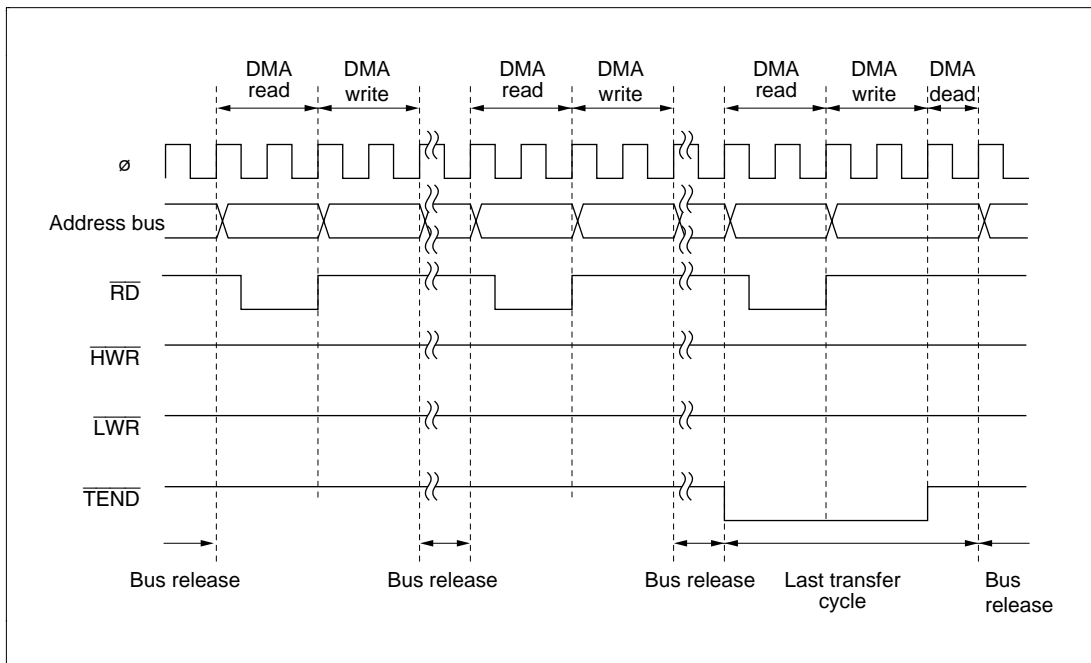 DMA read
DMA write
DMA read
DMA write
DMA read
DMA write
DMA dead
ø
Address bus
RD
HWR
LWR
TEND
Bus release
Bus release
Bus release
Last transfer cycle
Bus release